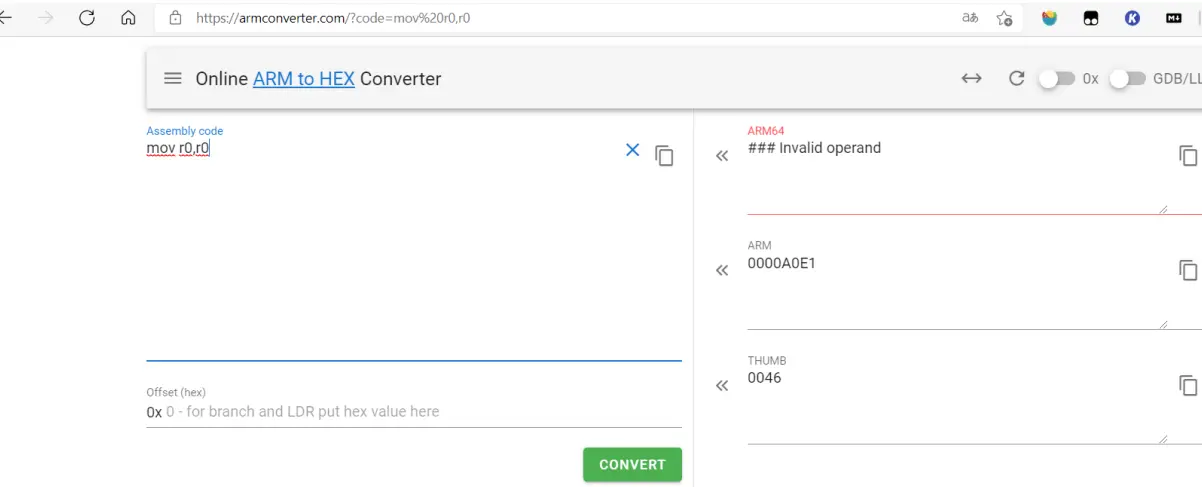 https://armconverter.com/?code=mov%20r0,r0
Online ARM to HEX Converter
0x
GDB/LL
Assembly code
mov r0,r0
Offset (hex)
0x 0 - for branch and LDR put hex value here
CONVERT
ARM64
### Invalid operand
ARM
0000A0E1
THUMB
0046